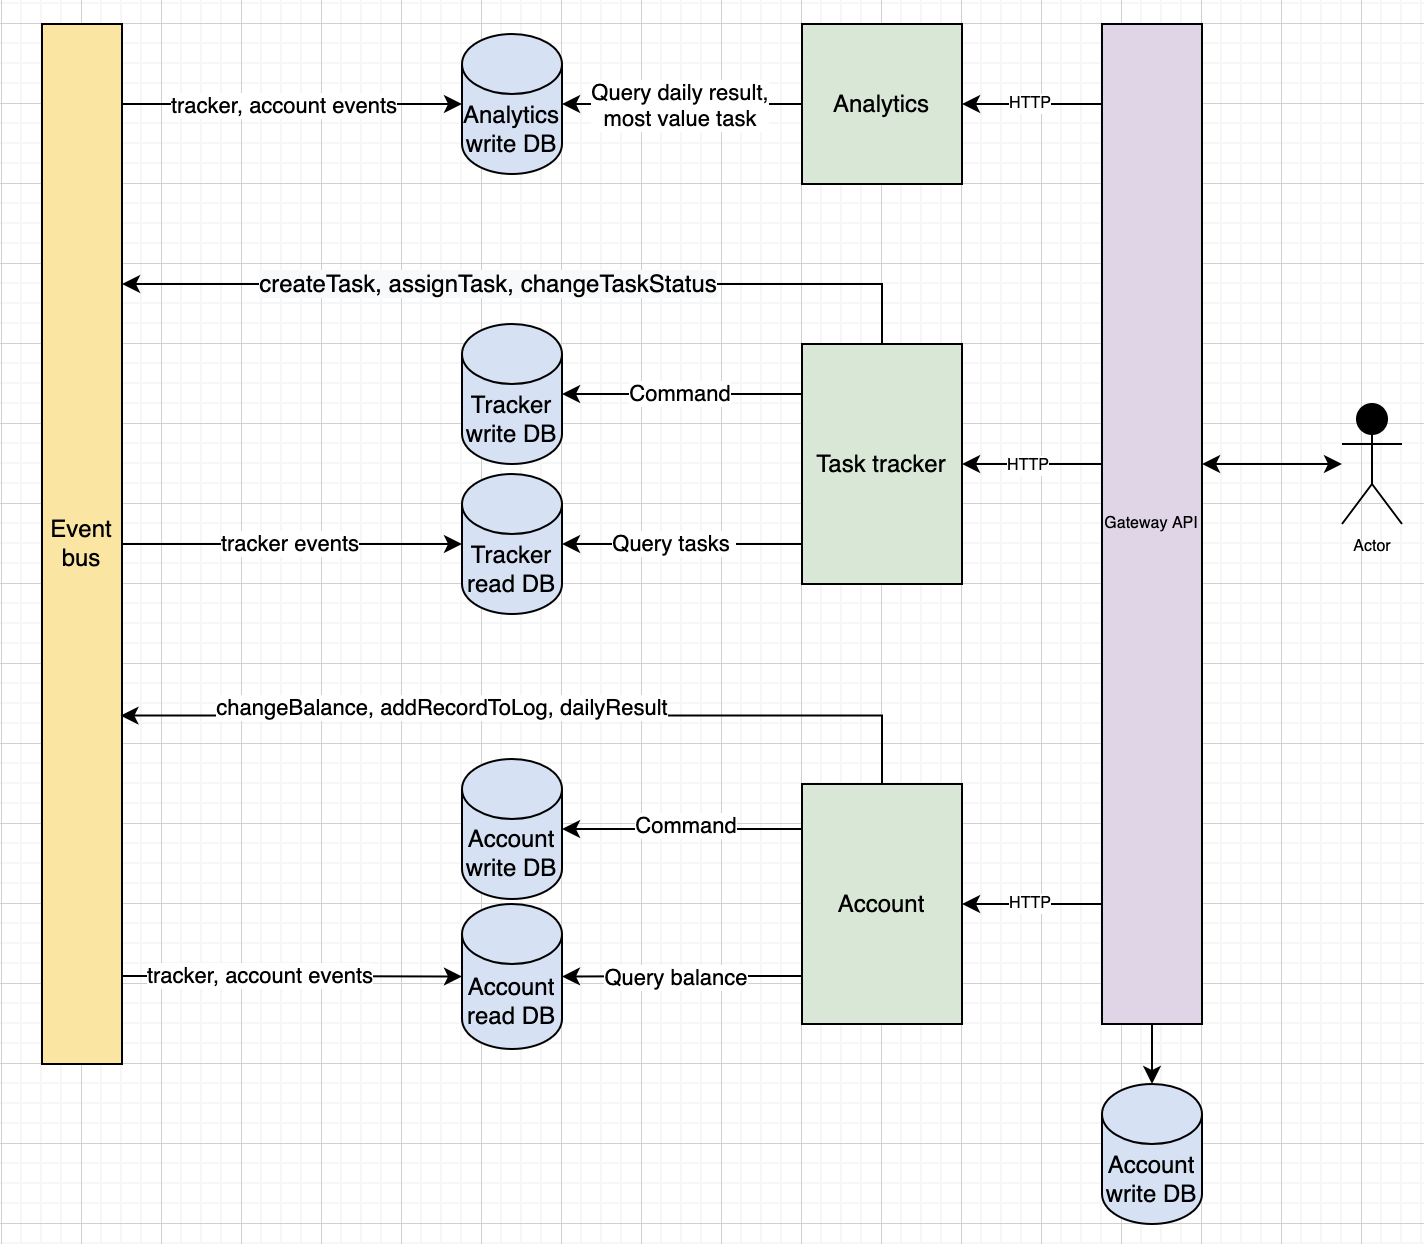 tracker, account events
Analytics
write DB
Query daily result,
most value task
Analytics
HTTP
createTask, assignTask, changeTaskStatus
Tracker
write DB
Command
Task tracker
HTTP
Gateway API
Actor
Event
bus
tracker events
Tracker
read DB
Query tasks
changeBalance, addRecordToLog, dailyResult
Account
write DB
Command
Account
HTTP
tracker, account events
Account
read DB
Query balance
Account
write DB